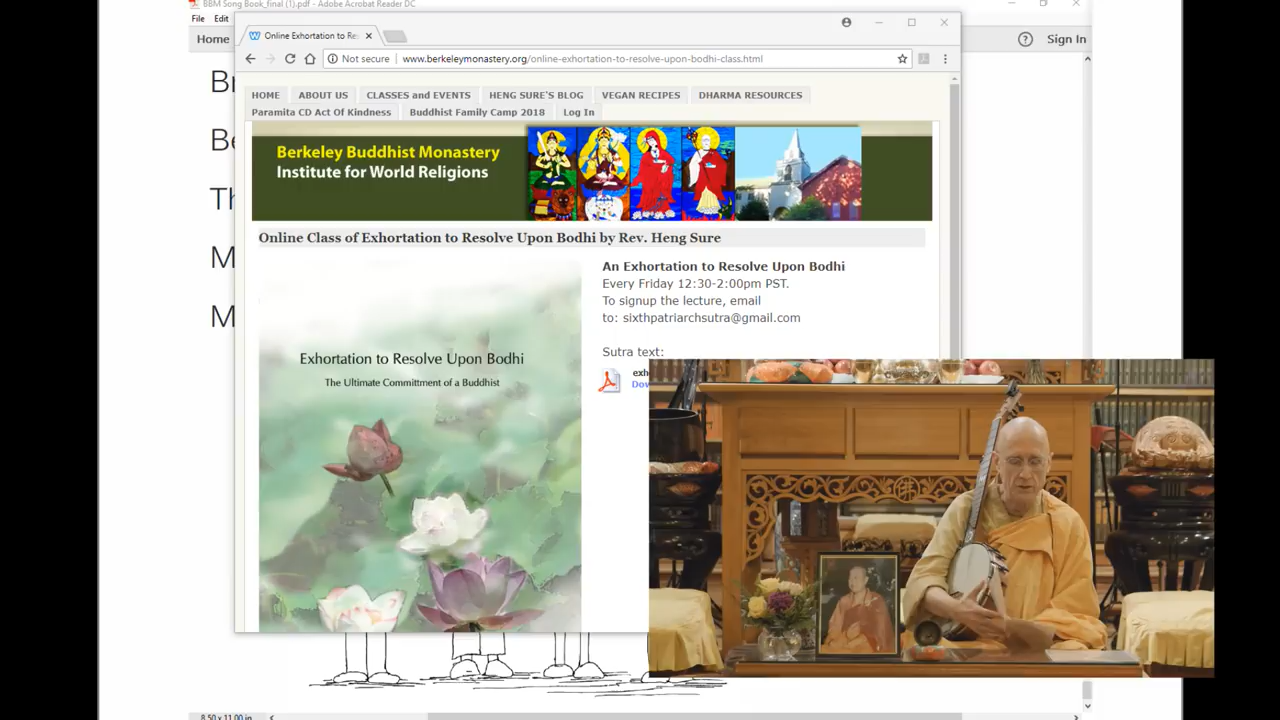 BBM Song Book_final (1).pdf - Adobe Acrobat Reader DC
File Edit
Home
Sign In
Online Exhortation to Re
Not secure
www.berkeleymonastery.org/online-exhortation-to-resolve-upon-bodhi-class.html
HOME ABOUT US CLASSES and EVENTS HENG SURE'S BLOG VEGAN RECIPES DHARMA RESOURCES
Paramita CD Act Of Kindness Buddhist Family Camp 2018 Log In
Berkeley Buddhist Monastery
Institute for World Religions
Online Class of Exhortation to Resolve Upon Bodhi by Rev. Heng Sure
An Exhortation to Resolve Upon Bodhi
Every Friday 12:30-2:00pm PST.
To signup the lecture, email
to: sixthpatriarchsutra@gmail.com
Sutra text:
Exhortation to Resolve Upon Bodhi
The Ultimate Committment of a Buddhist
8.50 x 11.00 in